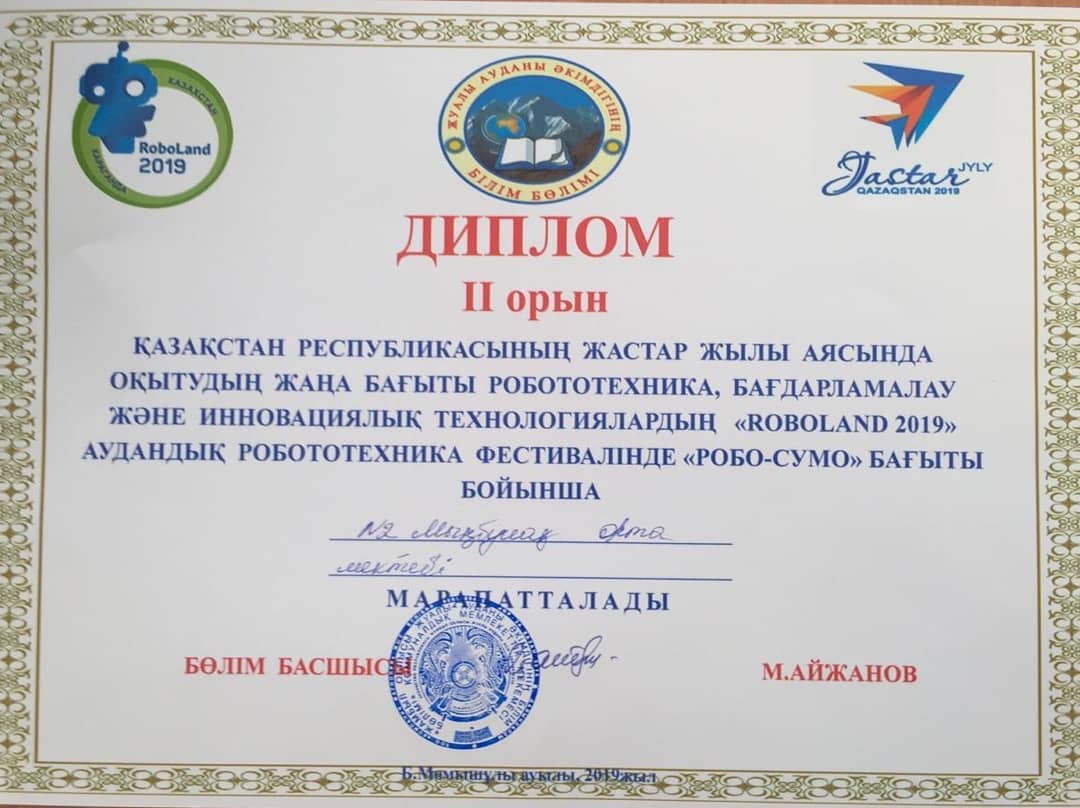 ҚАЗАҚСТАН
RoboLand
2019
ҚАРАҒАНДЫ
ЖУАЛЫ АУДАНЫ ӘКІМДІГІНІҢ
БІЛІМ БӨЛІМІ
Jastar JYLY
QAZAQSTAN 2019
ДИПЛОМ
II орын
ҚАЗАҚСТАН РЕСПУБЛИКАСЫНЫҢ ЖАСТАР ЖЫЛЫ АЯСЫНДА
ОҚЫТУДЫҢ ЖАҢА БАҒЫТЫ РОБОТОТЕХНИКА, БАҒДАРЛАМАЛАУ
ЖӘНЕ ИННОВАЦИЯЛЫҚ ТЕХНОЛОГИЯЛАРДЫҢ «ROBOLAND 2019»
АУДАНДЫҚ РОБОТОТЕХНИКА ФЕСТИВАЛІНДЕ «РОБО-СУМО» БАҒЫТЫ
БОЙЫНША
№2 Мыңбұлақ орта
мектебі
МАРАПАТТАЛАДЫ
БӨЛІМ БАСШЫСЫ
М.АЙЖАНОВ
Б.Момышұлы ауылы, 2019жыл